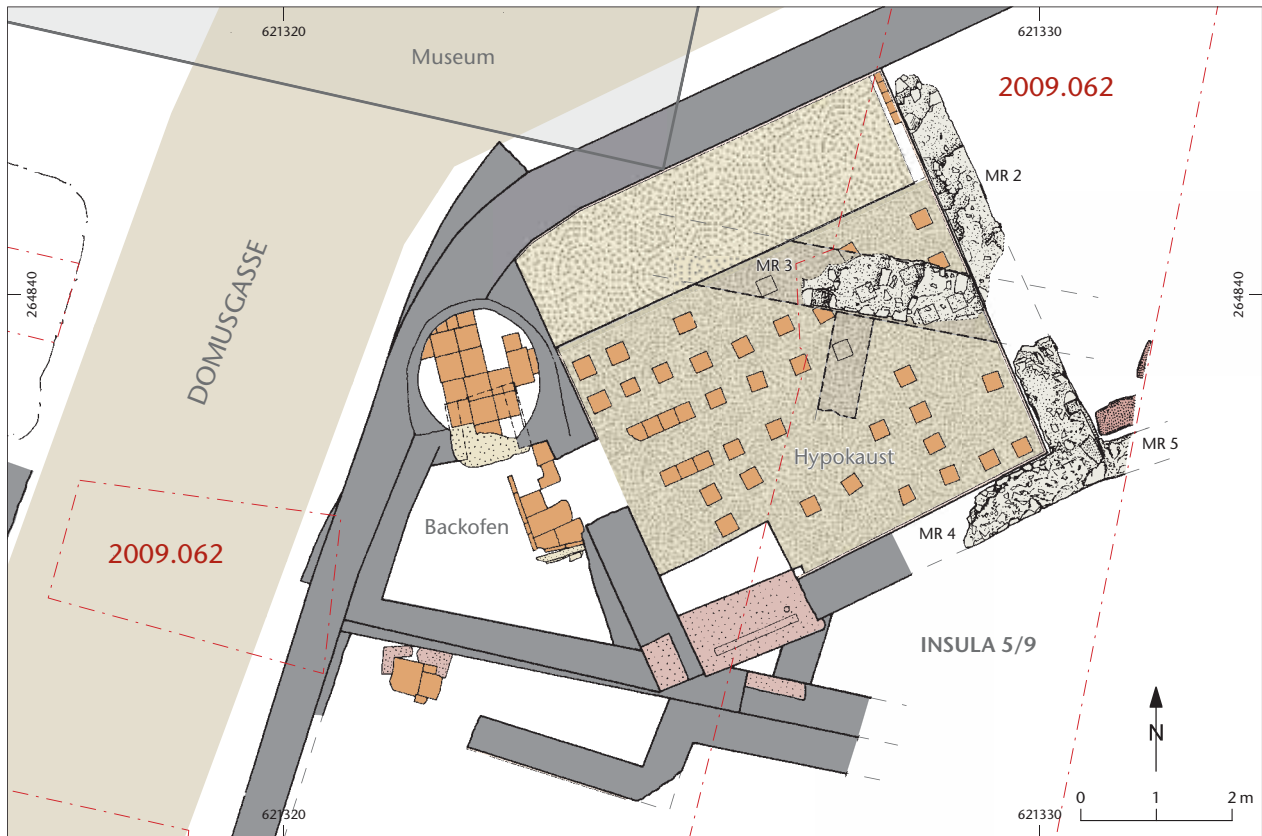 621320
621330
Museum
2009.062
MR 2
MR 3
264840
264840
DOMUSGASSE
MR 5
Hypokaust
Backofen
MR 4
2009.062
INSULA 5/9
N
621320
621330
0 1 2 m